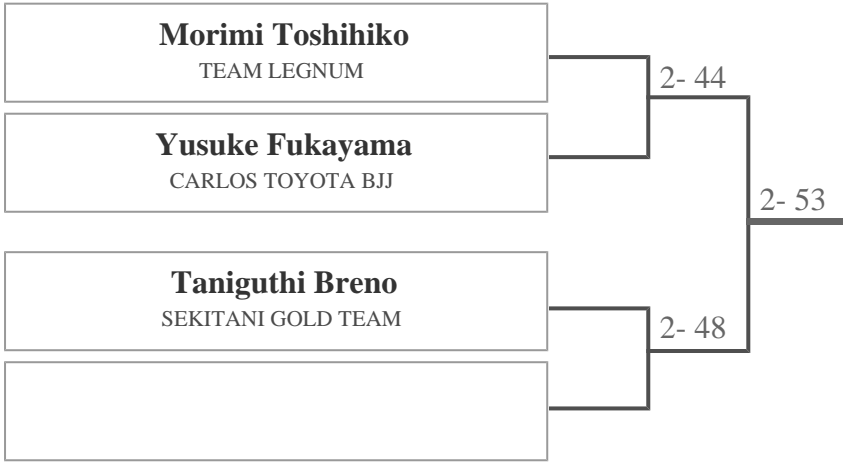 Morimi Toshihiko
TEAM LEGNUM
2- 44
Yusuke Fukayama
CARLOS TOYOTA BJJ
2- 53
Taniguthi Breno
SEKITANI GOLD TEAM
2- 48